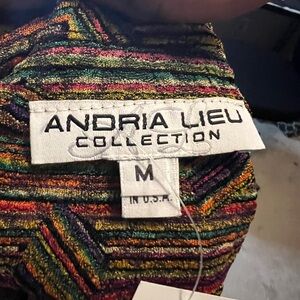 ANDRIA LIEU
COLLECTION
M
IN U.S.A.